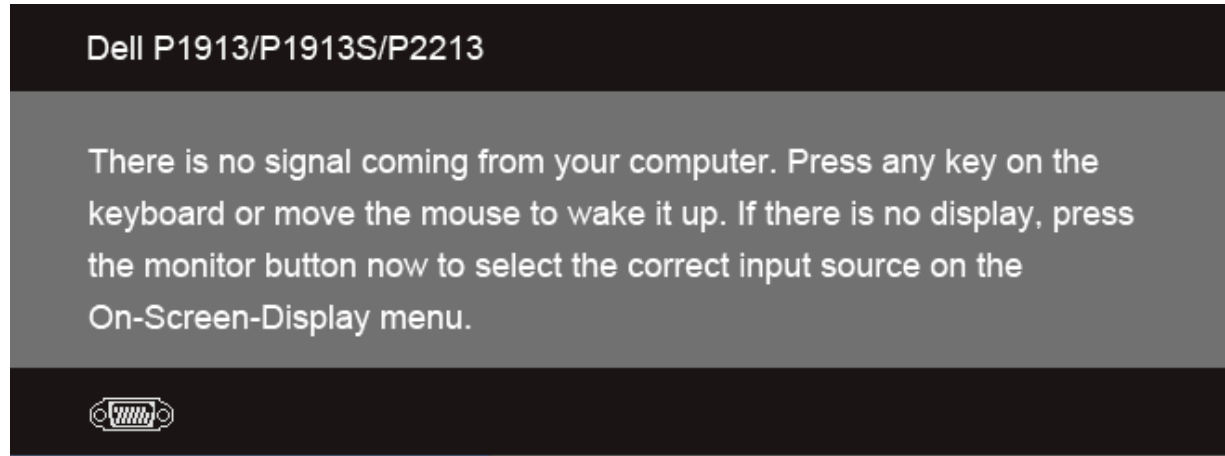 Dell P1913/P1913S/P2213
There is no signal coming from your computer. Press any key on the
keyboard or move the mouse to wake it up. If there is no display, press
the monitor button now to select the correct input source on the
On-Screen-Display menu.